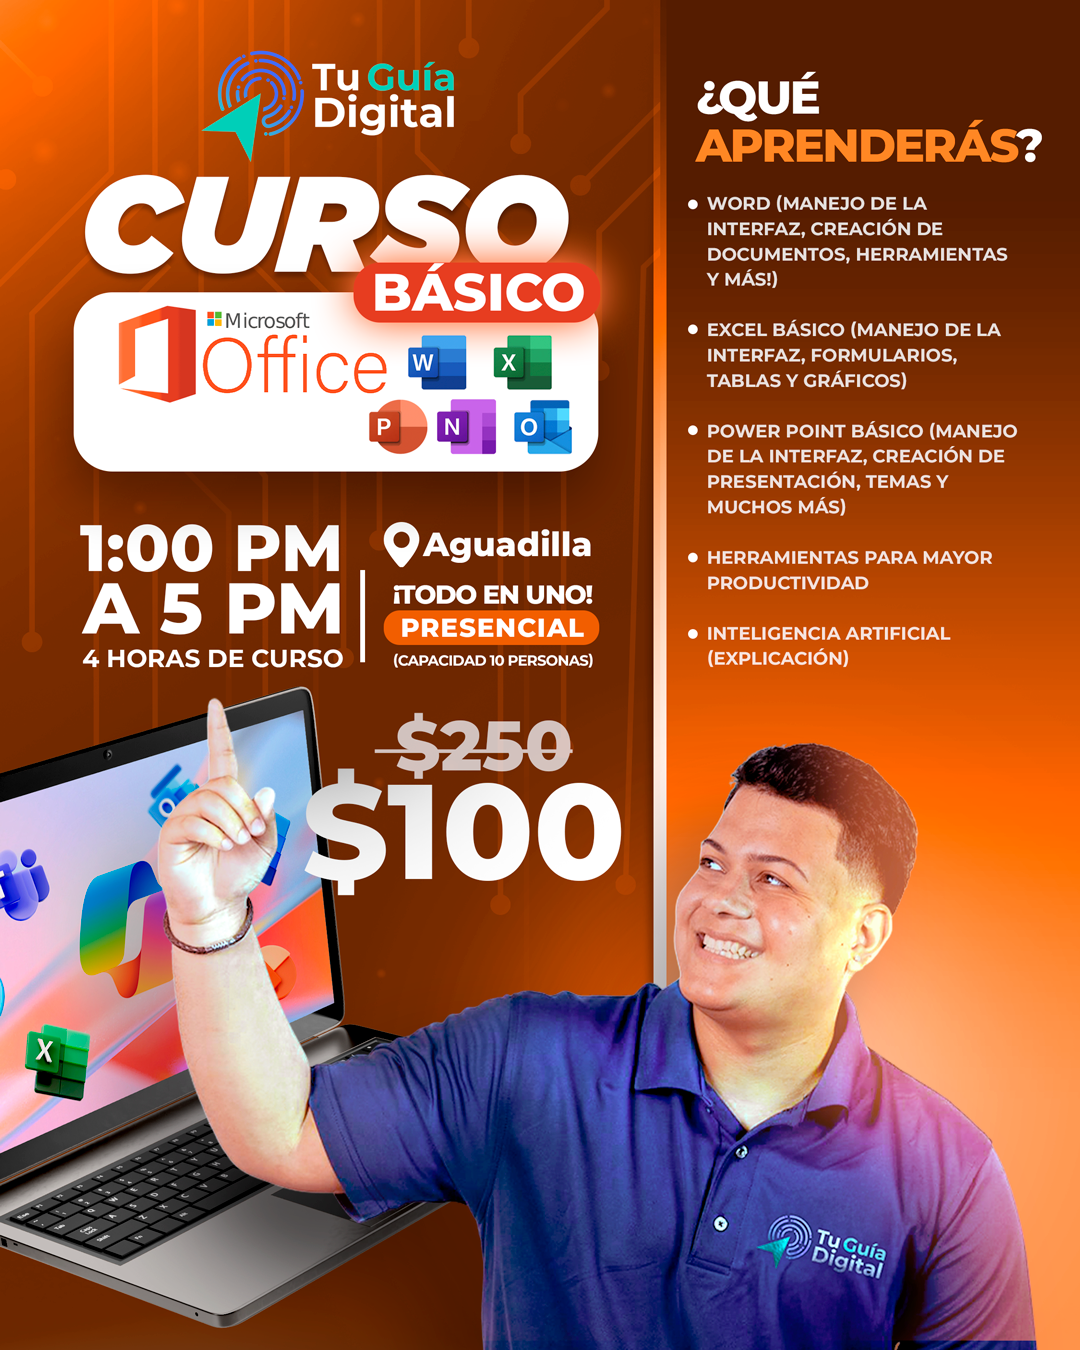 Tu Guía
Digital
CURSO
BÁSICO
Microsoft
Office
W
X
P
N
O
1:00 PM
A 5 PM
4 HORAS DE CURSO
Aguadilla
¡TODO EN UNO!
PRESENCIAL
(CAPACIDAD 10 PERSONAS)
$250
$100
¿QUÉ
APRENDERÁS?
WORD (MANEJO DE LA
INTERFAZ, CREACIÓN DE
DOCUMENTOS, HERRAMIENTAS
Y MÁS!)
EXCEL BÁSICO (MANEJO DE LA
INTERFAZ, FORMULARIOS,
TABLAS Y GRÁFICOS)
POWER POINT BÁSICO (MANEJO
DE LA INTERFAZ, CREACIÓN DE
PRESENTACIÓN, TEMAS Y
MUCHOS MÁS)
HERRAMIENTAS PARA MAYOR
PRODUCTIVIDAD
INTELIGENCIA ARTIFICIAL
(EXPLICACIÓN)
X
Tu Guía
Digital